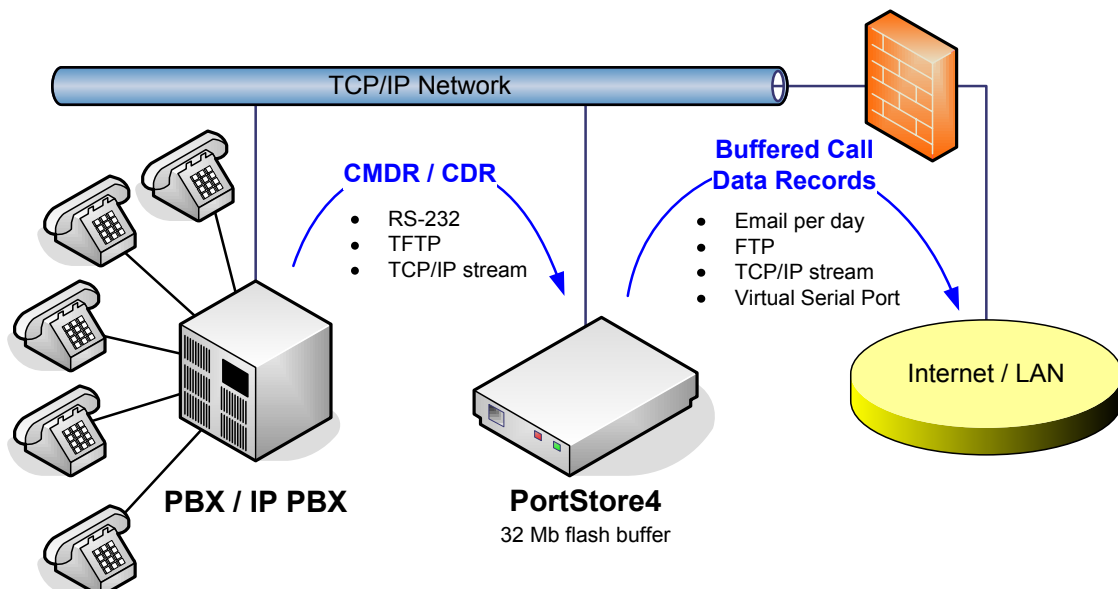 TCP/IP Network
CMDR / CDR
• RS-232
• TFTP
• TCP/IP stream
Buffered Call
Data Records
• Email per day
• FTP
• TCP/IP stream
• Virtual Serial Port
Internet / LAN
PBX / IP PBX
PortStore4
32 Mb flash buffer